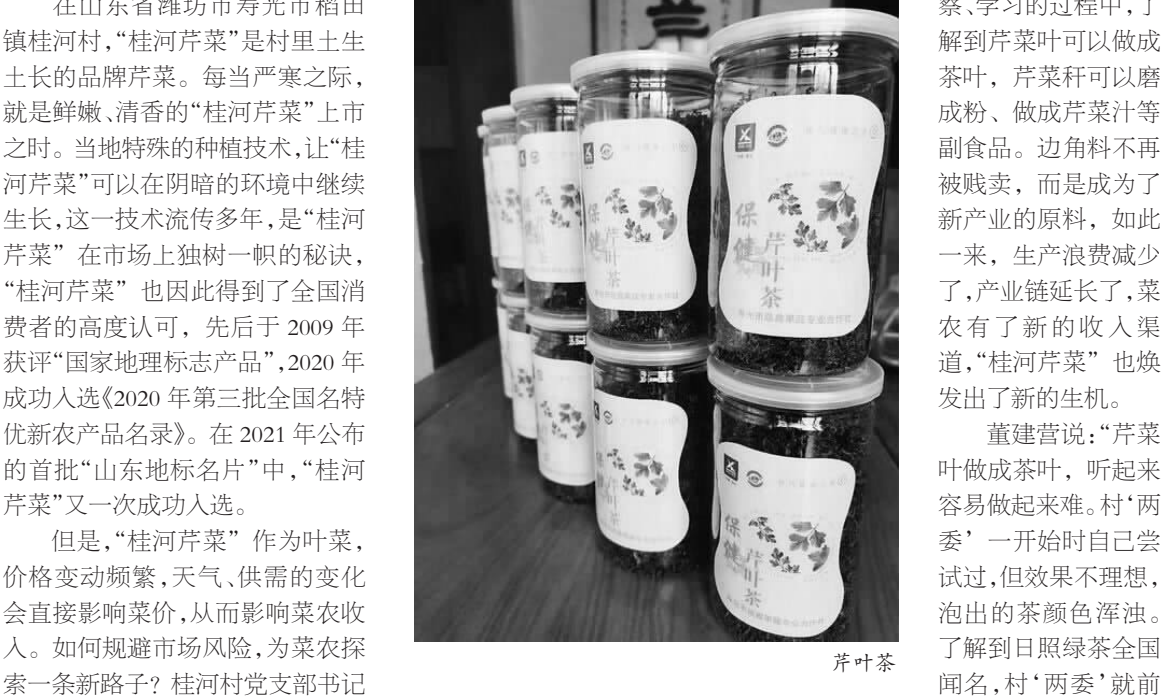 在山东省潍坊市寿光市稻田
镇桂河村，“桂河芹菜”是村里土生
土长的品牌芹菜。每当严寒之际，
就是鲜嫩、清香的“桂河芹菜”上市
之时。当地特殊的种植技术，让“桂
河芹菜”可以在阴暗的环境中继续
生长，这一技术流传多年，是“桂河
芹菜”在市场上独树一帜的秘诀，
“桂河芹菜”也因此得到了全国消
费者的高度认可，先后于 2009 年
获评“国家地理标志产品”，2020 年
成功入选《2020 年第三批全国名特
优新农产品名录》。在 2021 年公布
的首批“山东地标名片”中，“桂河
芹菜”又一次成功入选。
但是，“桂河芹菜”作为叶菜，
价格变动频繁，天气、供需的变化
会直接影响菜价，从而影响菜农收
入。如何规避市场风险，为菜农探
索一条新路子？桂河村党支部书记
保健
芹叶茶
保健
芹叶茶
保健
芹叶茶
芹叶茶
察、学习的过程中，了
解到芹菜叶可以做成
茶叶，芹菜秆可以磨
成粉、做成芹菜汁等
副食品。边角料不再
被贱卖，而是成为了
新产业的原料，如此
一来，生产浪费减少
了，产业链延长了，菜
农有了新的收入渠
道，“桂河芹菜”也焕
发出了新的生机。
董建营说：“芹菜
叶做成茶叶，听起来
容易做起来难。村‘两
委’一开始时自己尝
试过，但效果不理想，
泡出的茶颜色浑浊。
了解到日照绿茶全国
闻名，村‘两委’就前